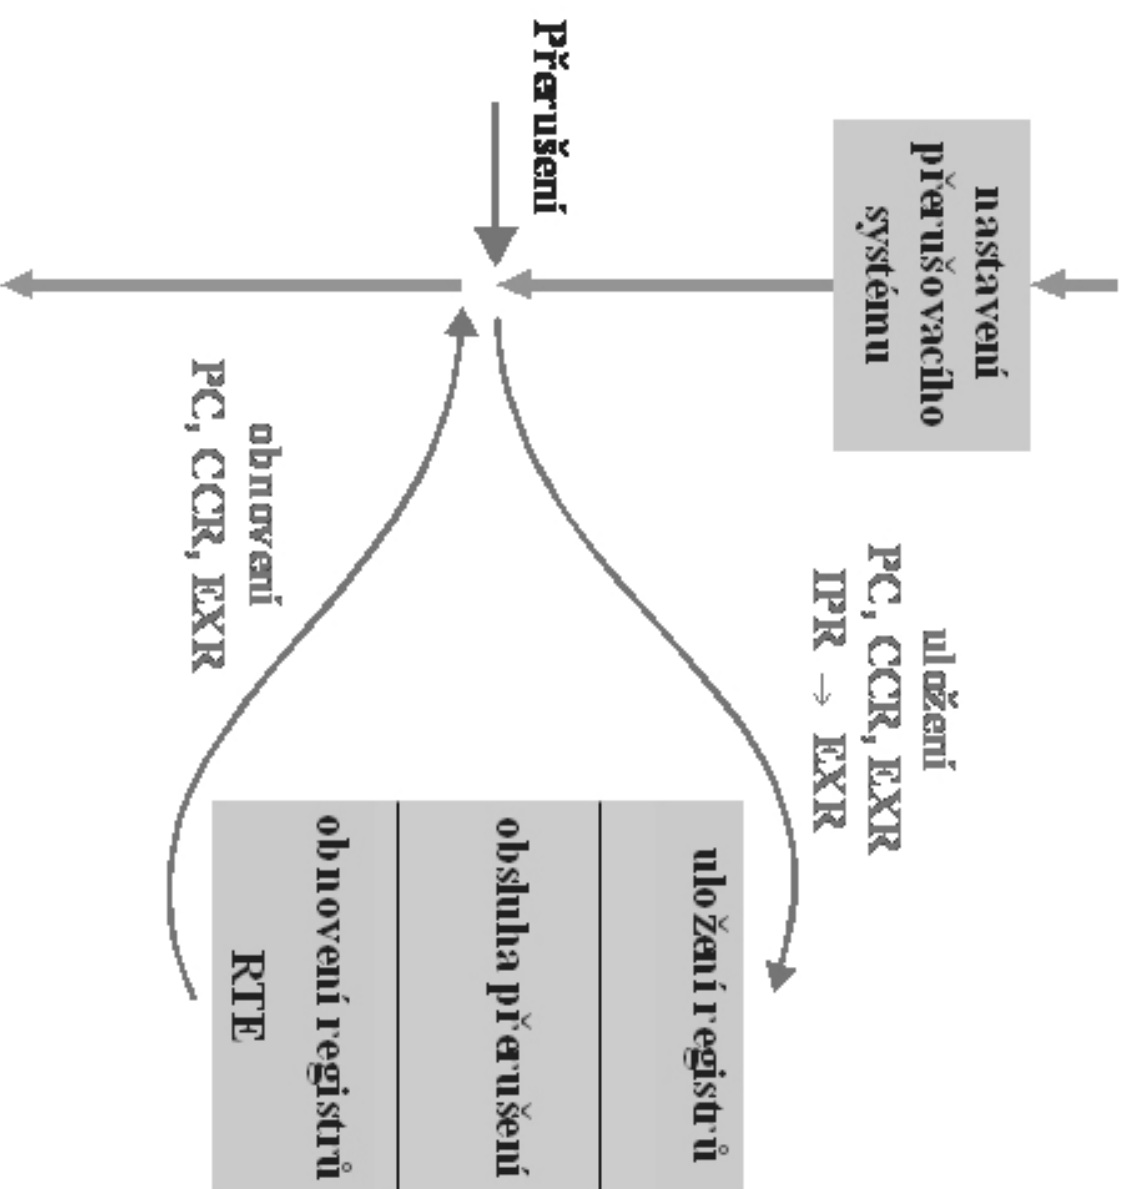 nastavení
přerušovacího
systému
Přerušení
uložení
PC, CCR, EXR
IPR → EXR
uložení registrů
obsluha přerušení
obnovení registrů
RTE
obnovení
PC, CCR, EXR